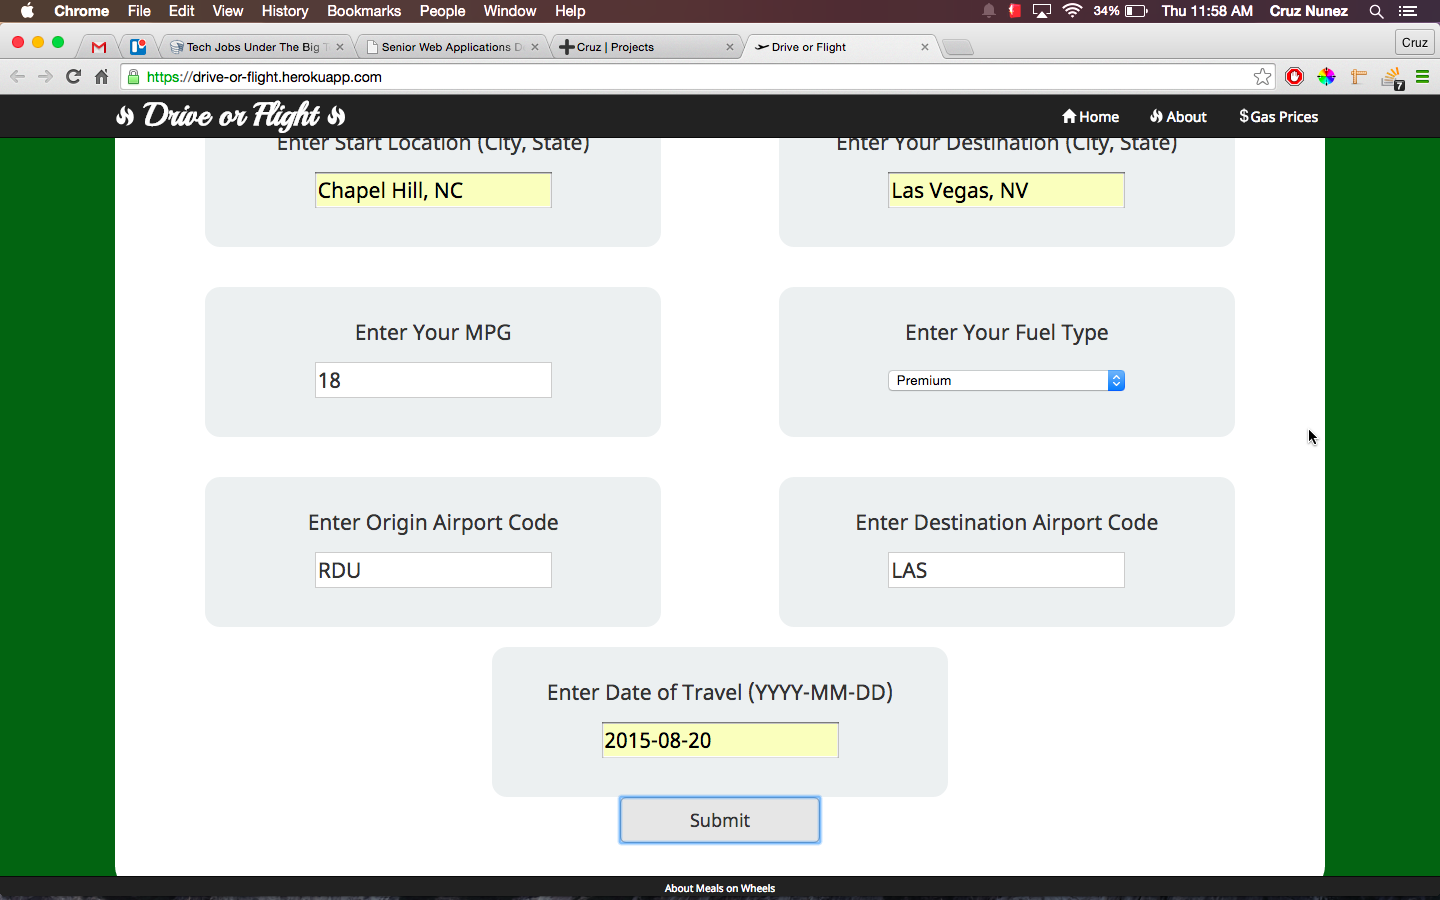 Chrome File Edit View History Bookmarks People Window Help 34% Thu 11:58 AM Cruz Nunez
Tech Jobs Under The Big T Senior Web Applications D Cruz | Projects Drive or Flight Cruz
https://drive-or-flight.herokuapp.com 7
Drive or Flight Home About $Gas Prices
Enter Start Location (City, State) Enter Your Destination (City, State)
Chapel Hill, NC Las Vegas, NV
Enter Your MPG Enter Your Fuel Type
18 Premium
Enter Origin Airport Code Enter Destination Airport Code
RDU LAS
Enter Date of Travel (YYYY-MM-DD)
2015-08-20
Submit
About Meals on Wheels